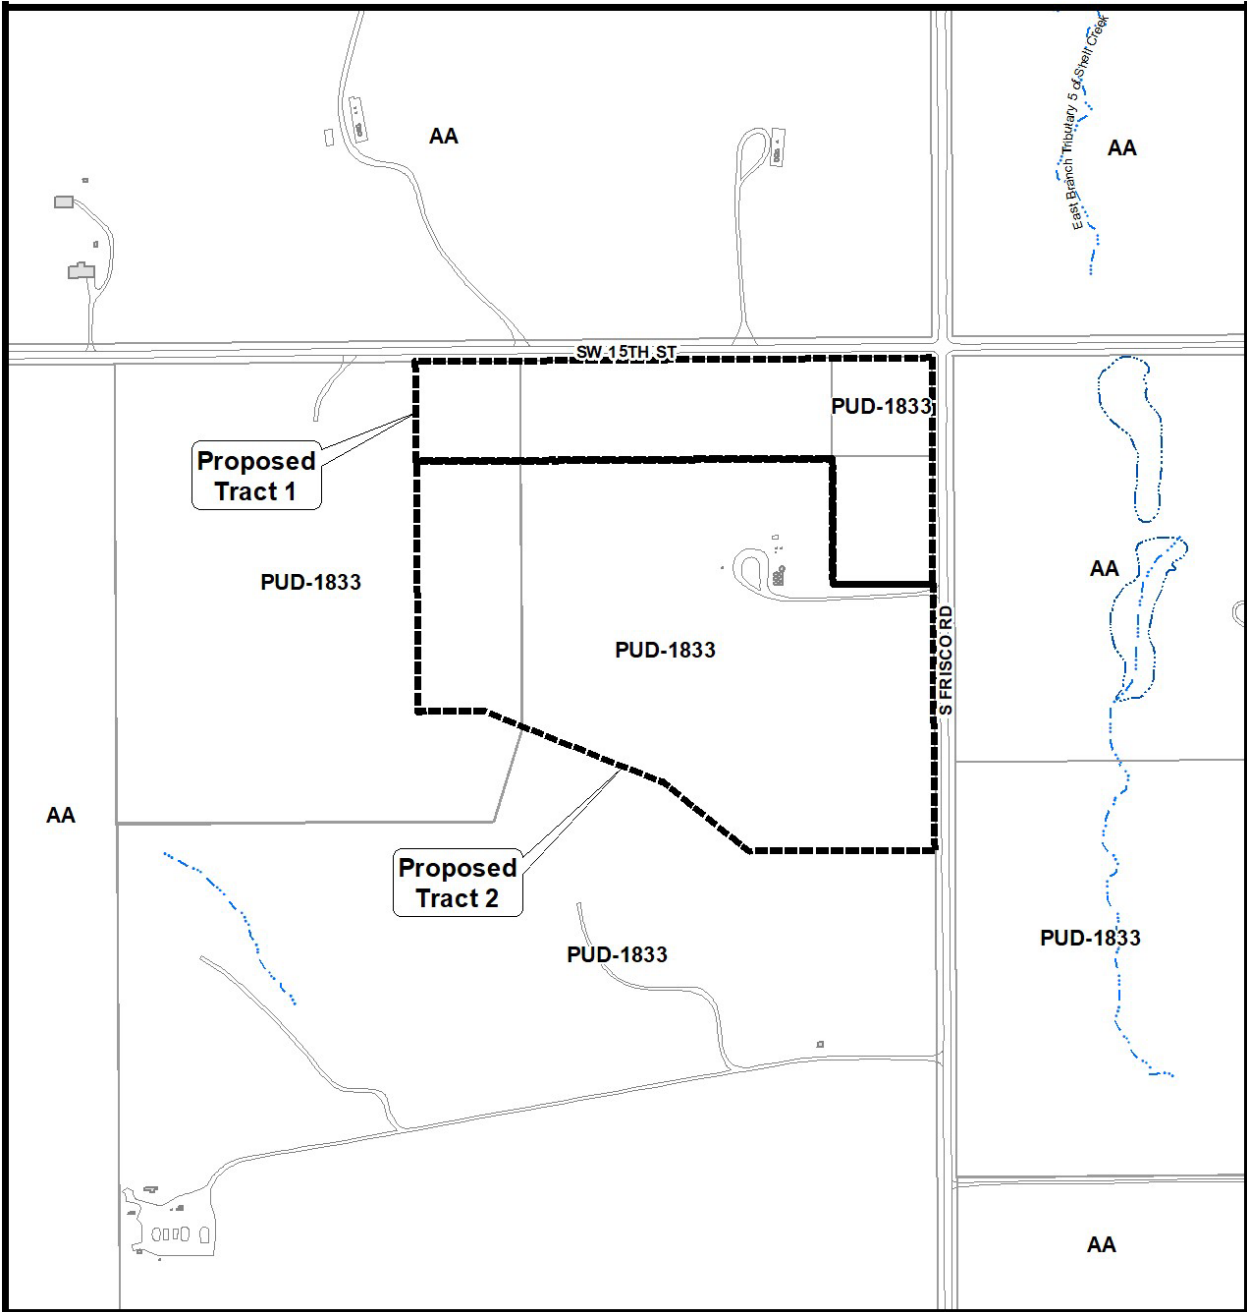 East Branch Tributary 5 of Shell Creek
AA
AA
SW 15TH ST
PUD-1833
Proposed
Tract 1
AA
PUD-1833
S FRISCO RD
PUD-1833
AA
Proposed
Tract 2
PUD-1833
PUD-1833
AA